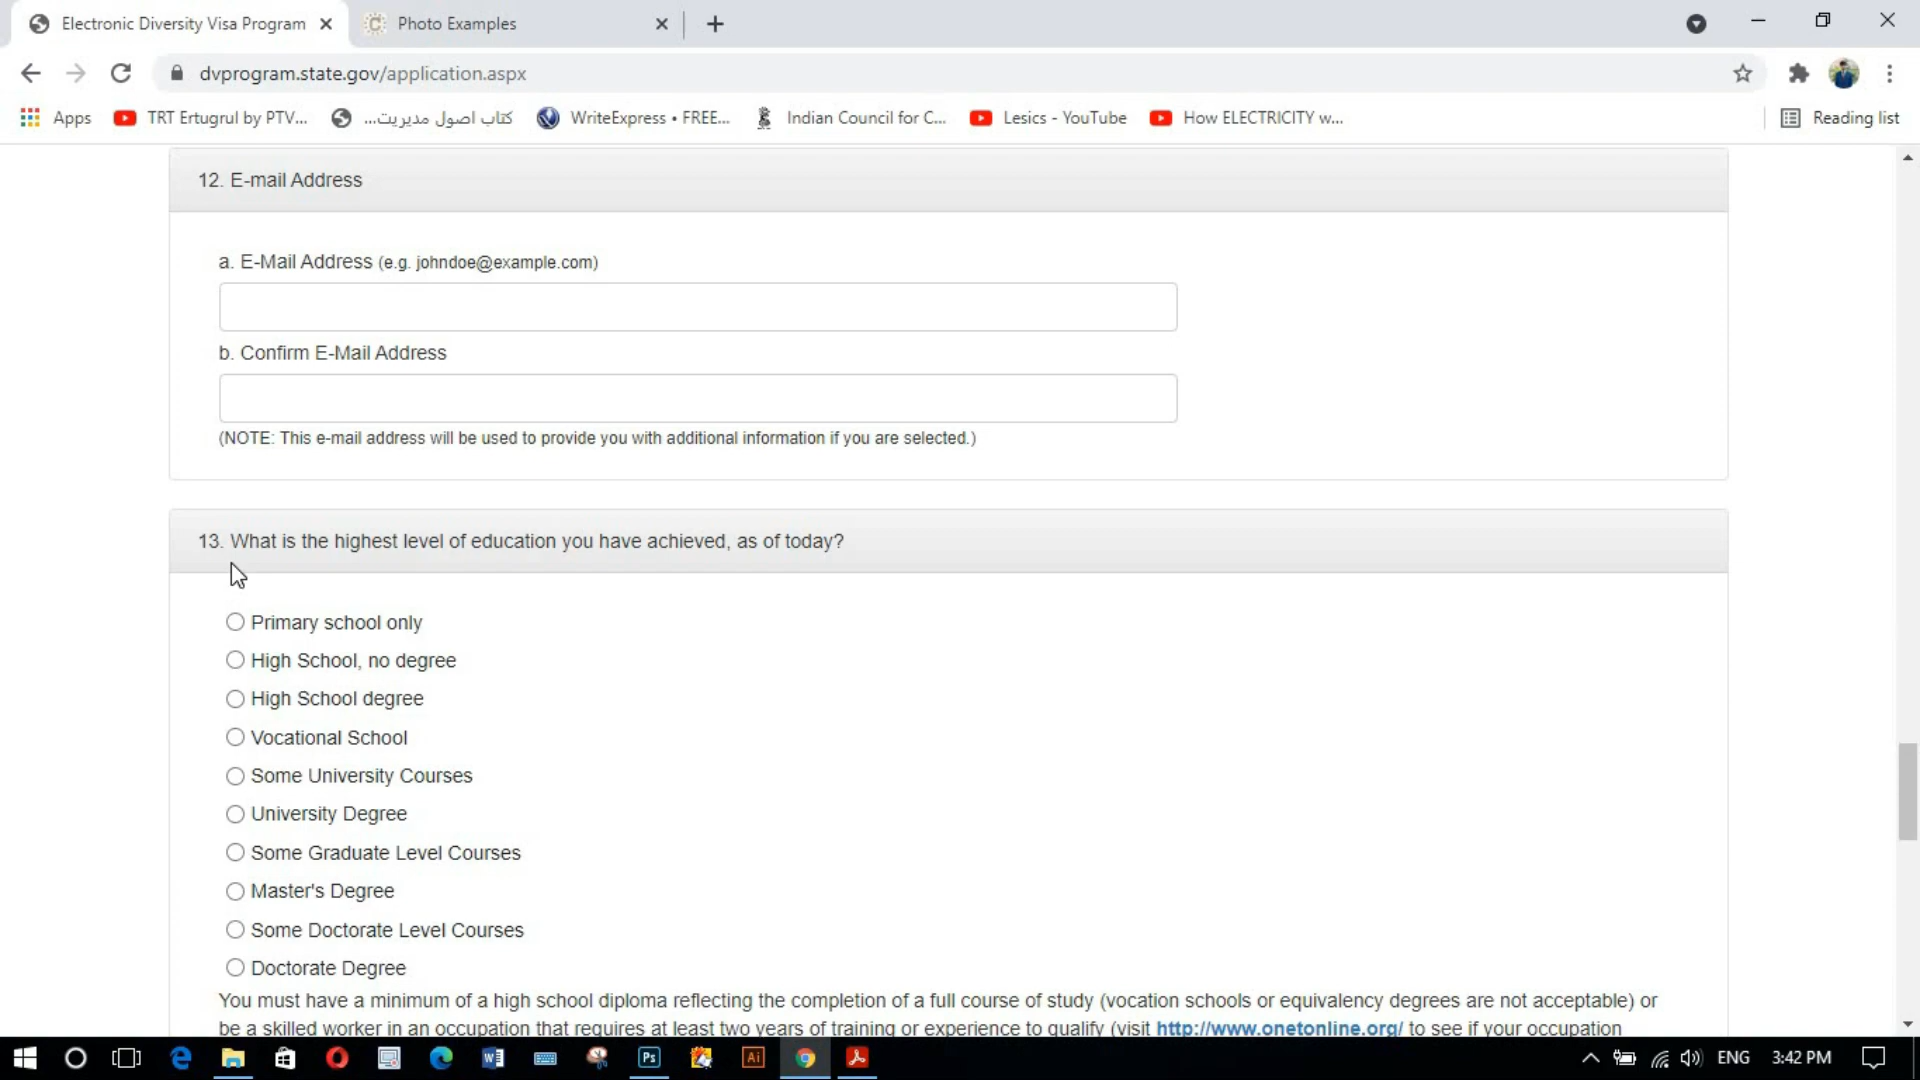 Electronic Diversity Visa Program
Photo Examples
dvprogram.state.gov/application.aspx
Apps
TRT Ertugrul by PTV...
كتاب اصول مديريت...
WriteExpress • FREE...
Indian Council for C...
Lesics - YouTube
How ELECTRICITY w...
Reading list
12. E-mail Address
a. E-Mail Address (e.g. johndoe@example.com)
b. Confirm E-Mail Address
(NOTE: This e-mail address will be used to provide you with additional information if you are selected.)
13. What is the highest level of education you have achieved, as of today?
Primary school only
High School, no degree
High School degree
Vocational School
Some University Courses
University Degree
Some Graduate Level Courses
Master's Degree
Some Doctorate Level Courses
Doctorate Degree
You must have a minimum of a high school diploma reflecting the completion of a full course of study (vocation schools or equivalency degrees are not acceptable) or
be a skilled worker in an occupation that requires at least two years of training or experience to qualify (visit http://www.onetonline.org/ to see if your occupation
Ps
Ai
ENG
3:42 PM